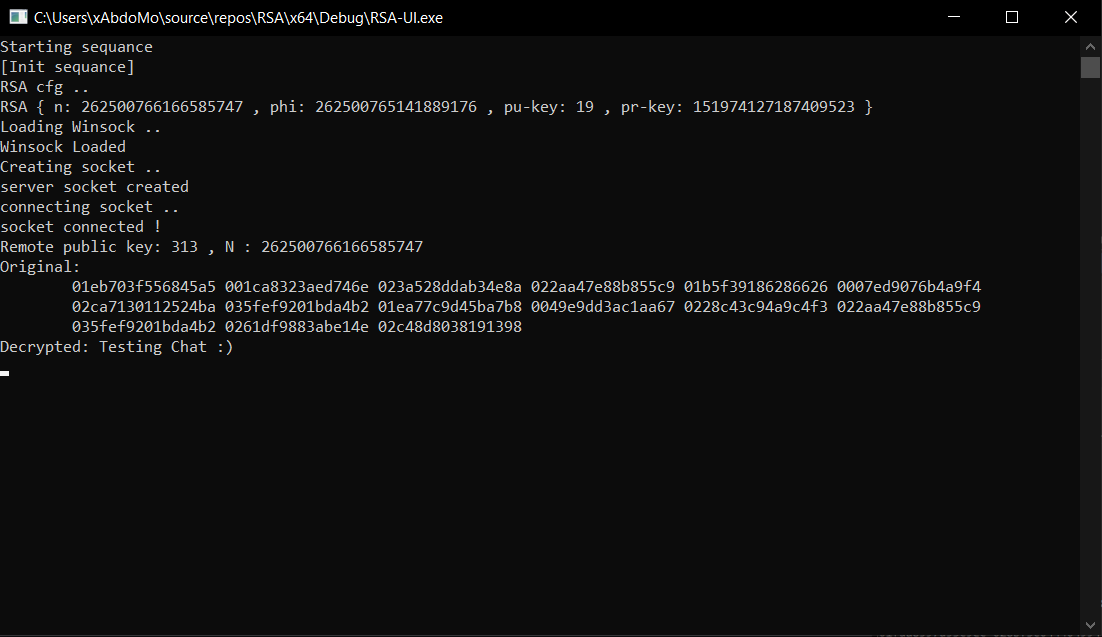 C:\Users\xAbdoMo\source\repos\RSA\x64\Debug\RSA-UI.exe
Starting sequance
[Init sequance]
RSA cfg ..
RSA { n: 262500766166585747 , phi: 262500765141889176 , pu-key: 19 , pr-key: 151974127187409523 }
Loading Winsock ..
Winsock Loaded
Creating socket ..
server socket created
connecting socket ..
socket connected !
Remote public key: 313 , N : 262500766166585747
Original:
01eb703f556845a5 001ca8323aed746e 023a528ddab34e8a 022aa47e88b855c9 01b5f39186286626 0007ed9076b4a9f4
02ca7130112524ba 035fef9201bda4b2 01ea77c9d45ba7b8 0049e9dd3ac1aa67 0228c43c94a9c4f3 022aa47e88b855c9
035fef9201bda4b2 0261df9883abe14e 02c48d8038191398
Decrypted: Testing Chat :)